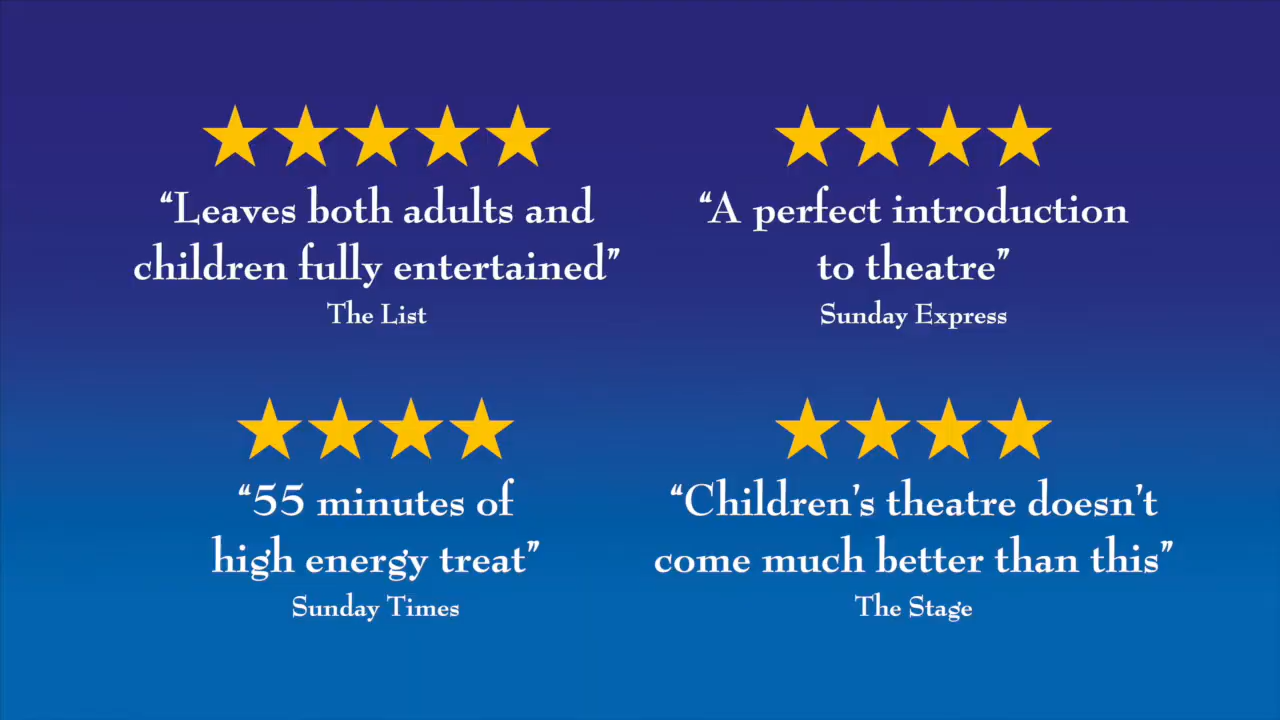 “Leaves both adults and
children fully entertained”
The List
“A perfect introduction
to theatre”
Sunday Express
“55 minutes of
high energy treat”
Sunday Times
“Children's theatre doesn't
come much better than this”
The Stage